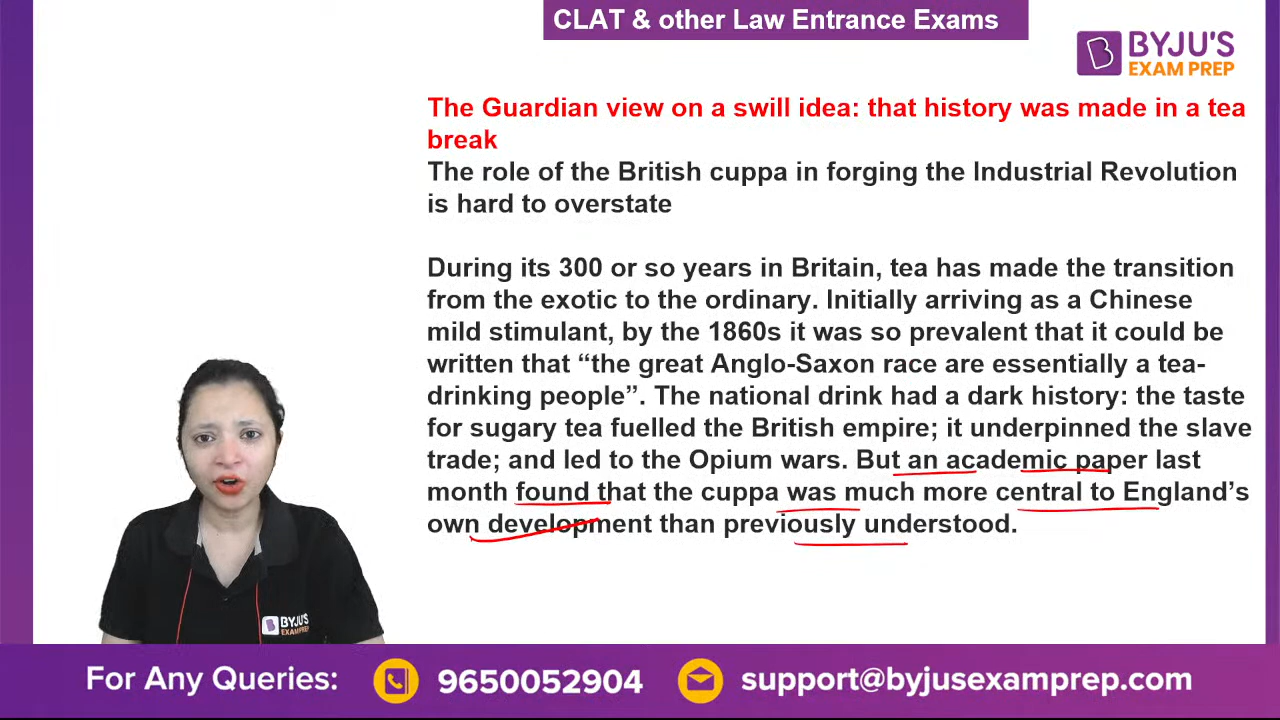 CLAT & other Law Entrance Exams
BYJU'S
EXAM PREP
The Guardian view on a swill idea: that history was made in a tea
break
The role of the British cuppa in forging the Industrial Revolution
is hard to overstate
During its 300 or so years in Britain, tea has made the transition
from the exotic to the ordinary. Initially arriving as a Chinese
mild stimulant, by the 1860s it was so prevalent that it could be
written that “the great Anglo-Saxon race are essentially a tea-
drinking people”. The national drink had a dark history: the taste
for sugary tea fuelled the British empire; it underpinned the slave
trade; and led to the Opium wars. But an academic paper last
month found that the cuppa was much more central to England’s
own development than previously understood.
BYJU'S
EXAM PREP
For Any Queries:
9650052904
support@byjusexamprep.com